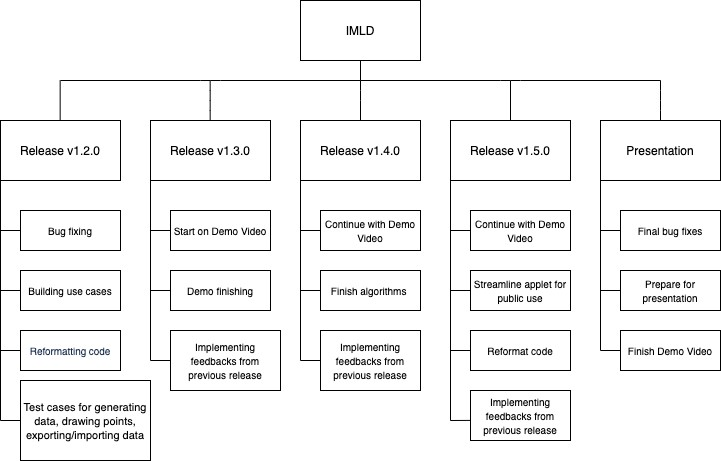 IMLD
Release v1.2.0
Release v1.3.0
Release v1.4.0
Release v1.5.0
Presentation
Bug fixing
Building use cases
Reformatting code
Test cases for generating
data, drawing points,
exporting/importing data
Start on Demo Video
Demo finishing
Implementing
feedbacks from
previous release
Continue with Demo
Video
Finish algorithms
Implementing
feedbacks from
previous release
Continue with Demo
Video
Streamline applet for
public use
Reformat code
Implementing
feedbacks from
previous release
Final bug fixes
Prepare for
presentation
Finish Demo Video